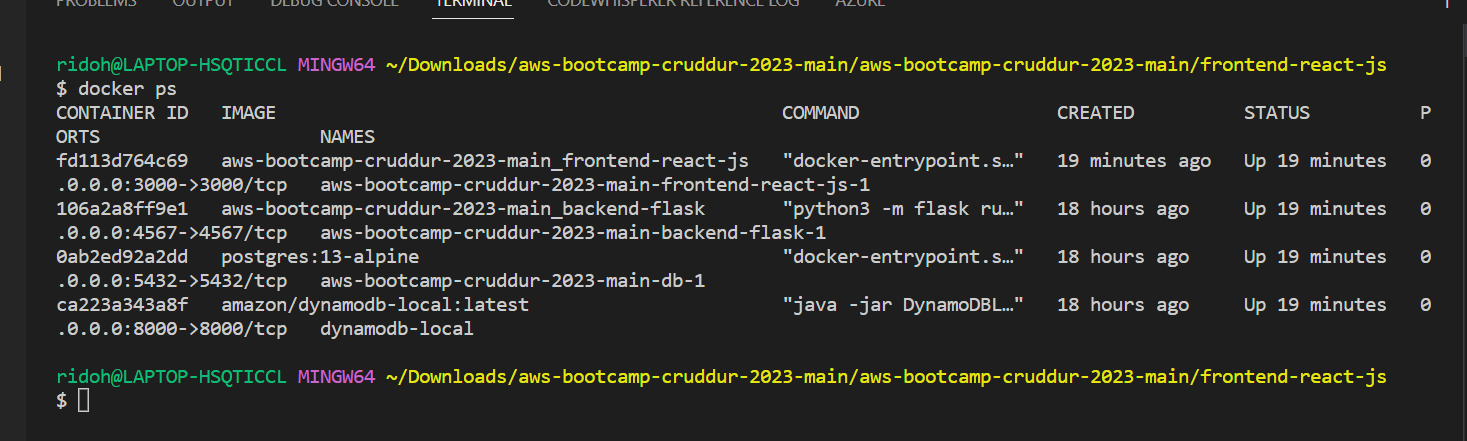 PROBLEMS OUTPUT DEBUG CONSOLE TERMINAL CODEWHISPERER REFERENCE LOG AZURE
ridoh@LAPTOP-HSQTICCL MINGW64 ~/Downloads/aws-bootcamp-cruddur-2023-main/aws-bootcamp-cruddur-2023-main/frontend-react-js
$ docker ps
CONTAINER ID   IMAGE                                              COMMAND                  CREATED          STATUS          P
ORTS                    NAMES
fd113d764c69   aws-bootcamp-cruddur-2023-main_frontend-react-js   "docker-entrypoint.s…"   19 minutes ago   Up 19 minutes   0
.0.0.0:3000->3000/tcp   aws-bootcamp-cruddur-2023-main-frontend-react-js-1
106a2a8ff9e1   aws-bootcamp-cruddur-2023-main_backend-flask       "python3 -m flask ru…"   18 hours ago     Up 19 minutes   0
.0.0.0:4567->4567/tcp   aws-bootcamp-cruddur-2023-main-backend-flask-1
0ab2ed92a2dd   postgres:13-alpine                                 "docker-entrypoint.s…"   18 hours ago     Up 19 minutes   0
.0.0.0:5432->5432/tcp   aws-bootcamp-cruddur-2023-main-db-1
ca223a343a8f   amazon/dynamodb-local:latest                       "java -jar DynamoDBL…"   18 hours ago     Up 19 minutes   0
.0.0.0:8000->8000/tcp   dynamodb-local
ridoh@LAPTOP-HSQTICCL MINGW64 ~/Downloads/aws-bootcamp-cruddur-2023-main/aws-bootcamp-cruddur-2023-main/frontend-react-js
$